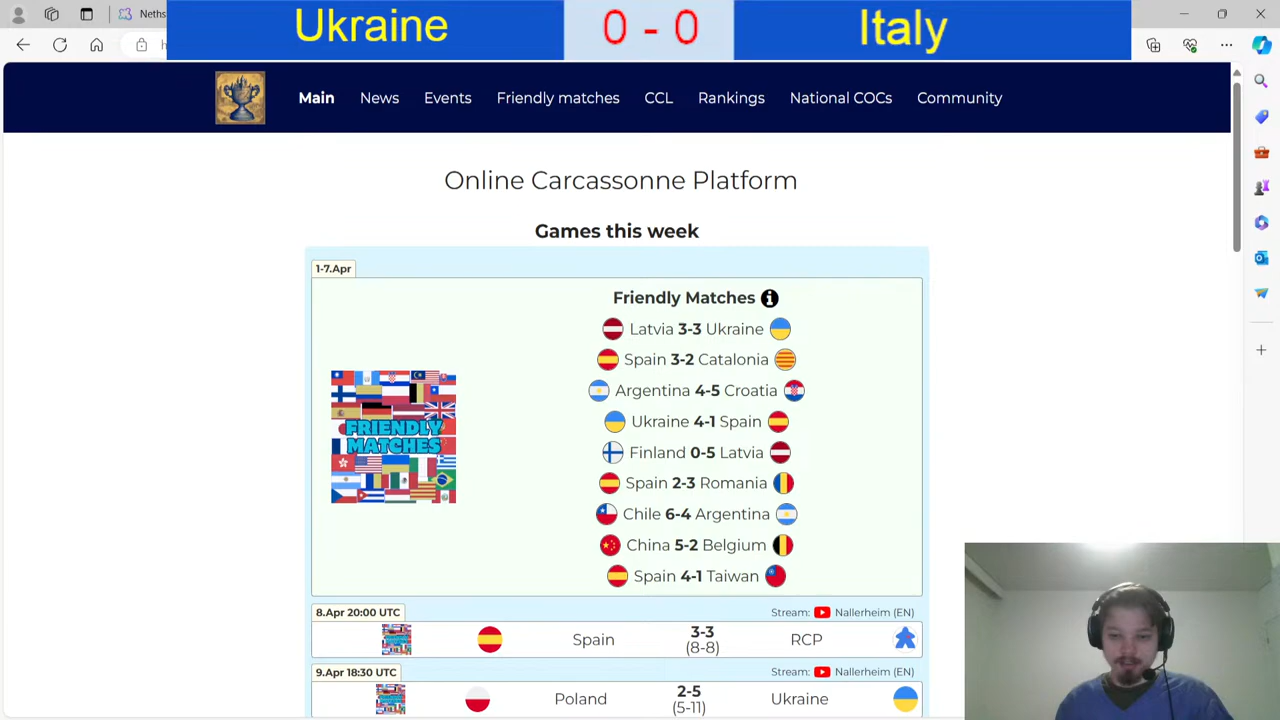 Neths
Ukraine 0 - 0 Italy
Main News Events Friendly matches CCL Rankings National COCs Community
Online Carcassonne Platform
Games this week
1-7.Apr
Friendly Matches
Latvia 3-3 Ukraine
Spain 3-2 Catalonia
Argentina 4-5 Croatia
Ukraine 4-1 Spain
Finland 0-5 Latvia
Spain 2-3 Romania
Chile 6-4 Argentina
China 5-2 Belgium
Spain 4-1 Taiwan
FRIENDLY
MATCHES
8.Apr 20:00 UTC Stream: Nallerheim (EN)
Spain 3-3 RCP
(8-8)
9.Apr 18:30 UTC Stream: Nallerheim (EN)
Poland 2-5 Ukraine
(5-11)